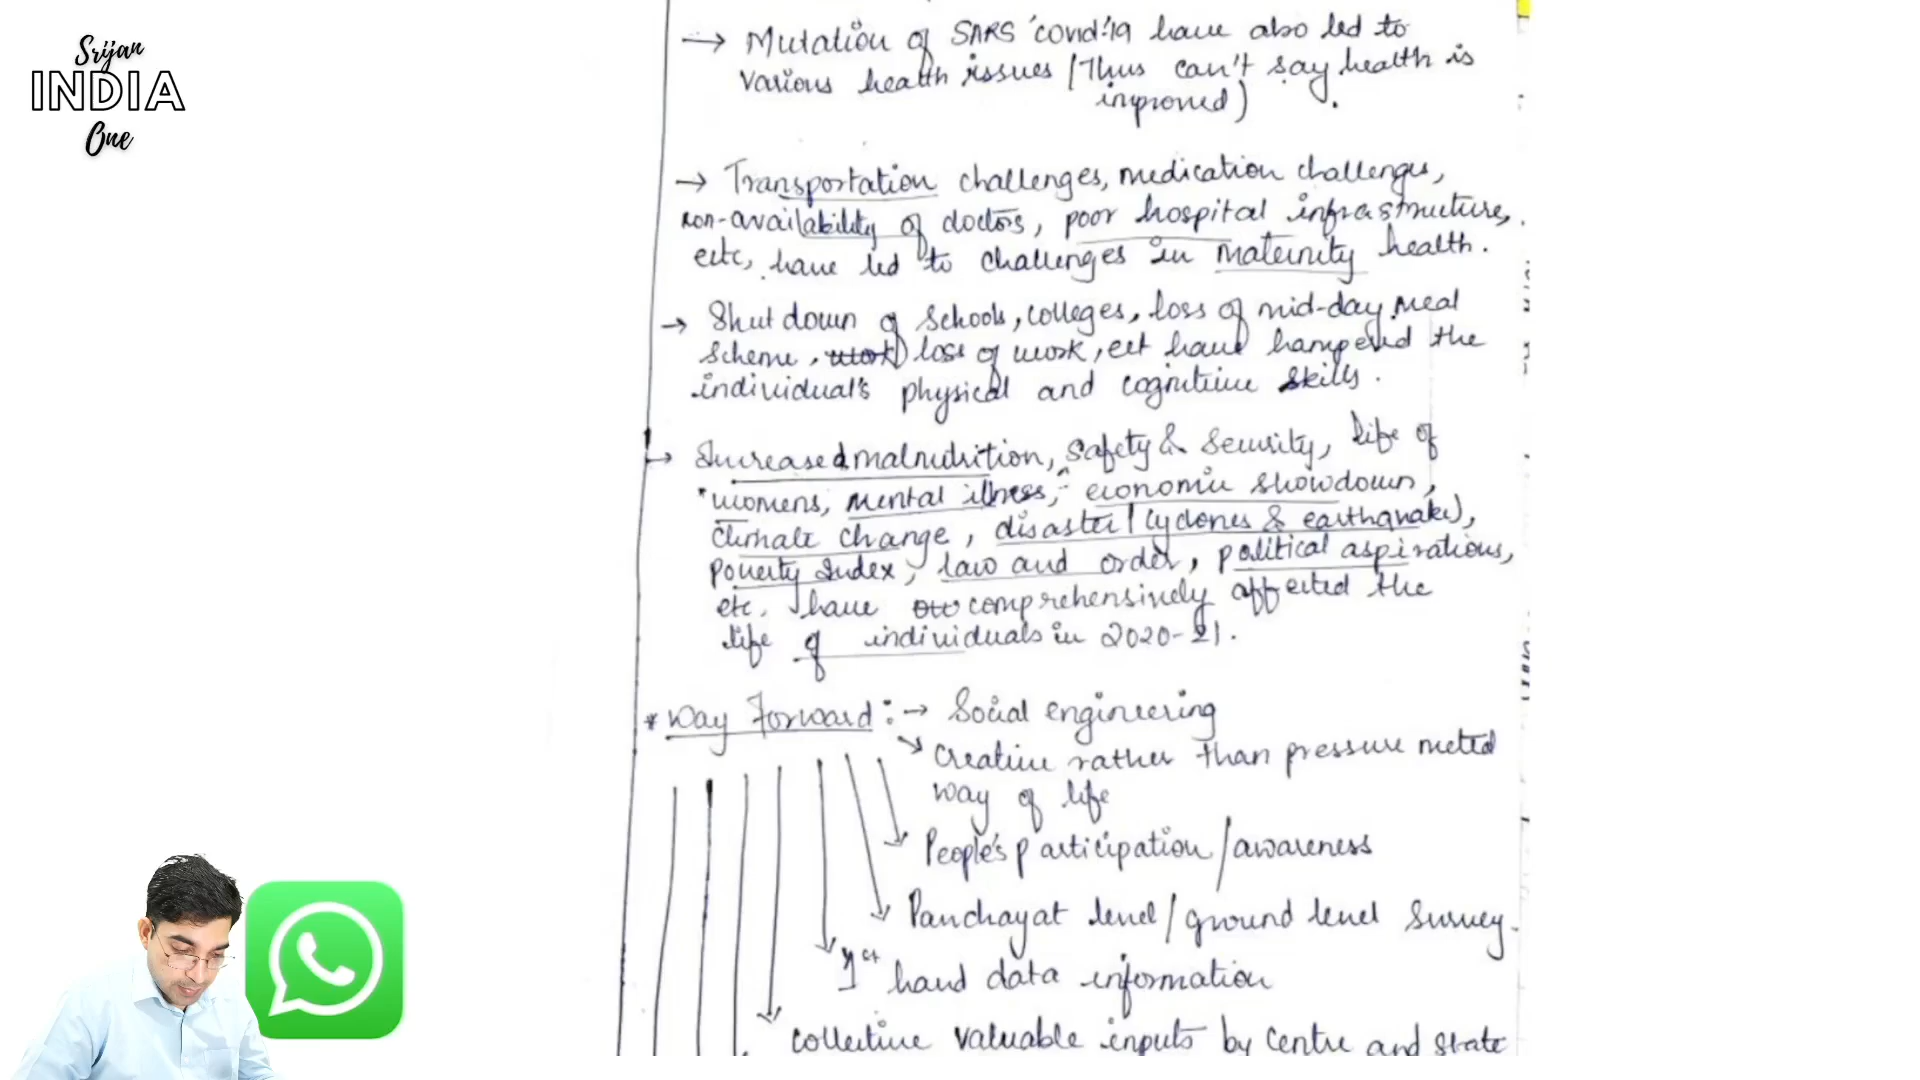 Srijan
INDIA
One
→ Mutation of SARS 'covid'19 have also led to
various health issues (Thus can't say health is
improved)
→ Transportation challenges, medication challenges,
non-availability of doctors, poor hospital infrastructure,
ectc, have led to challenges in maternity health.
→ Shut down of schools, colleges, loss of mid-day meal
scheme, work loss of work, ect have hampered the
individual's physical and cognitive skills.
→ Increased malnutrition, safety & security, life of
womens, mental illness, economic showdown,
climate change, disaster (cyclones & earthquake),
poverty Index, law and order, political aspirations,
etc. have comprehensively affected the
life of individuals in 2020-21.
* Way Forward : → Social engineering
→ Creative rather than pressure meted
way of life
People's participation / awareness
Panchayat level / ground level survey.
1st hand data information
collective valuable inputs by centre and state